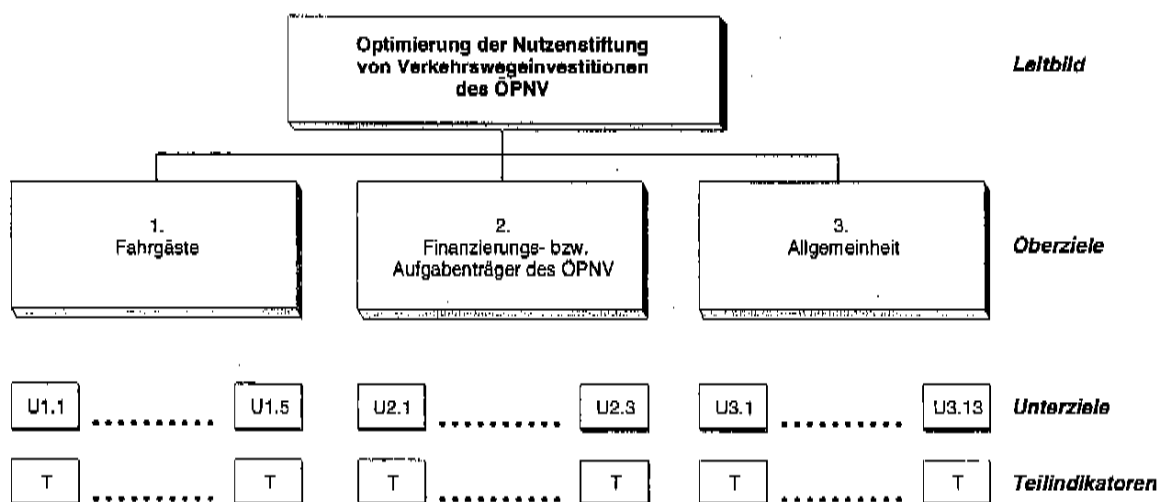 Optimierung der Nutzenstiftung
von Verkehrswegeinvestitionen
des ÖPNV
Leitbild
1.
Fahrgäste
2.
Finanzierungs- bzw.
Aufgabenträger des ÖPNV
3.
Allgemeinheit
Oberziele
U1.1 ......... U1.5 U2.1 .......... U2.3 U3.1 .......... U3.13 Unterziele
T ......... T T .......... T T .......... T Teilindikatoren